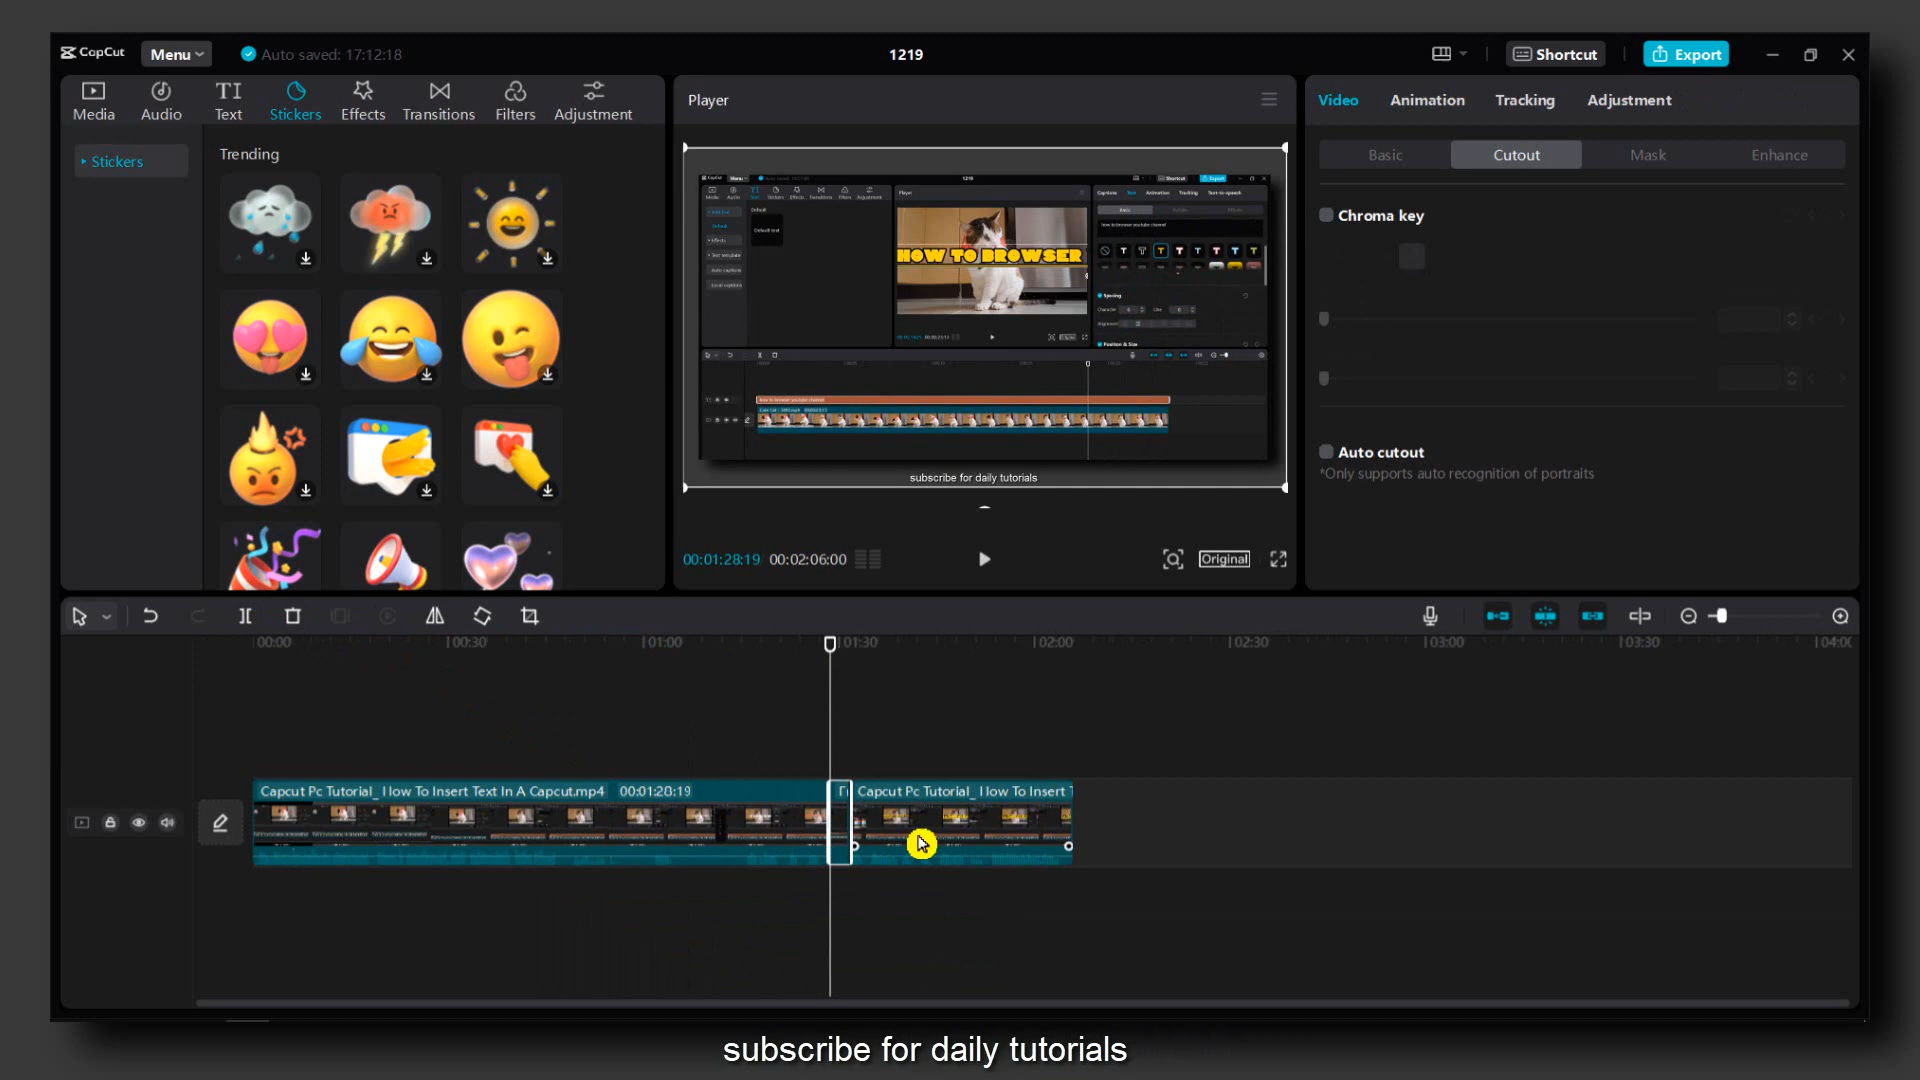 CapCut
Menu
Auto saved: 17:12:18
1219
Shortcut
Export
Media
Audio
Text
Stickers
Effects
Transitions
Filters
Adjustment
Stickers
Trending
Player
HOW TO BROWSER
subscribe for daily tutorials
00:01:28:19
00:02:06:00
Original
Video
Animation
Tracking
Adjustment
Basic
Cutout
Mask
Enhance
Chroma key
Auto cutout
*Only supports auto recognition of portraits
00:00
00:30
01:00
01:30
02:00
02:30
03:00
03:30
Capcut Pc Tutorial_ How To Insert Text In A Capcut.mp4 00:01:28:19
Capcut Pc Tutorial_ How To Insert
subscribe for daily tutorials